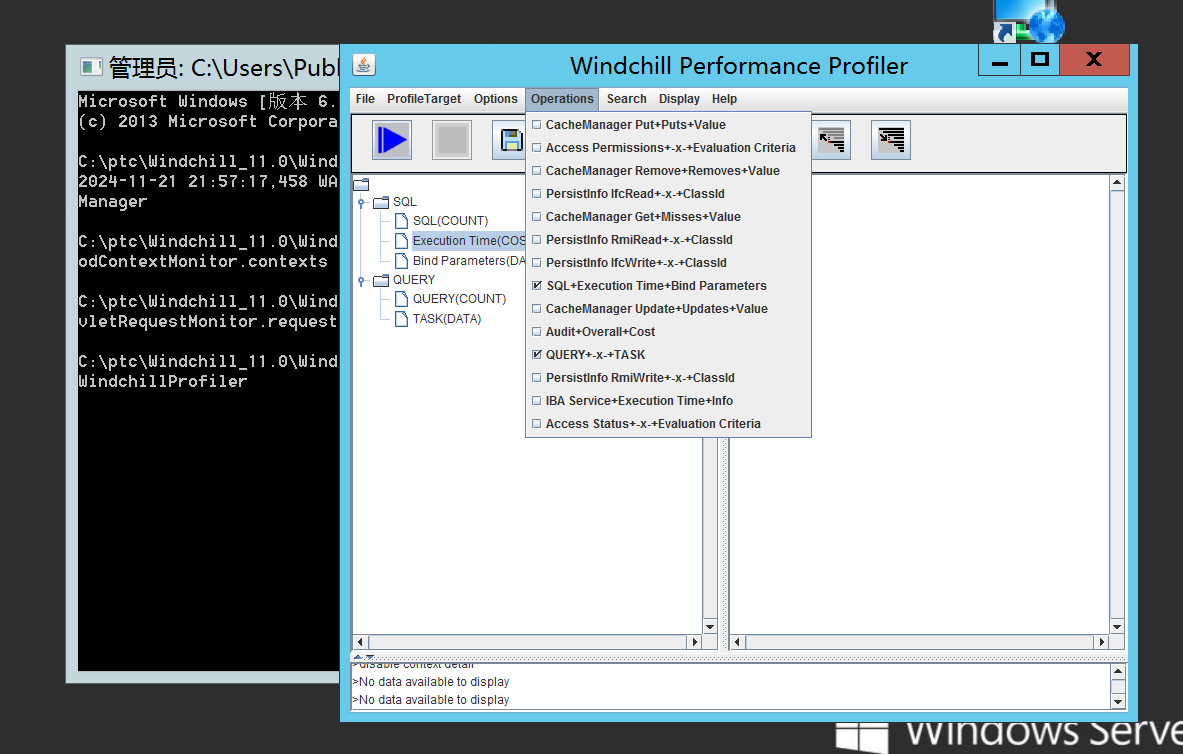 管理员: C:\Users\Publ
Microsoft Windows [版本 6.
(c) 2013 Microsoft Corpora
C:\ptc\Windchill_11.0\Wind
2024-11-21 21:57:17,458 WA
Manager
C:\ptc\Windchill_11.0\Wind
odContextMonitor.contexts
C:\ptc\Windchill_11.0\Wind
vletRequestMonitor.request
C:\ptc\Windchill_11.0\Wind
WindchillProfiler
Windchill Performance Profiler
File ProfileTarget Options Operations Search Display Help
CacheManager Put+Puts+Value
Access Permissions+-x-+Evaluation Criteria
CacheManager Remove+Removes+Value
PersistInfo IfcRead+-x-+ClassId
CacheManager Get+Misses+Value
PersistInfo RmiRead+-x-+ClassId
PersistInfo IfcWrite+-x-+ClassId
SQL+Execution Time+Bind Parameters
CacheManager Update+Updates+Value
Audit+Overall+Cost
QUERY+-x-+TASK
PersistInfo RmiWrite+-x-+ClassId
IBA Service+Execution Time+Info
Access Status+-x-+Evaluation Criteria
SQL
SQL(COUNT)
Execution Time(COS
Bind Parameters(DA
QUERY
QUERY(COUNT)
TASK(DATA)
>disable context detail
>No data available to display
>No data available to display
Windows Serve